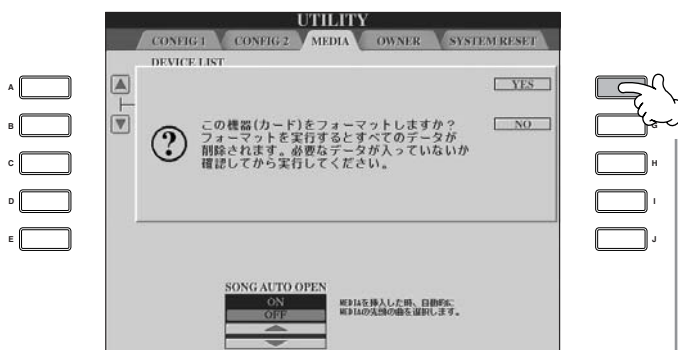 UTILITY
CONFIG 1 CONFIG 2 MEDIA OWNER SYSTEM RESET
DEVICE LIST
YES
この機器(カード)をフォーマットしますか？
フォーマットを実行するとすべてのデータが
削除されます。必要なデータが入っていないか
確認してから実行してください。
NO
A
B
C
D
E
G
H
I
J
SONG AUTO OPEN
ON
OFF
MEDIAを挿入した時、自動的に
MEDIAの先頭の曲を選択します。